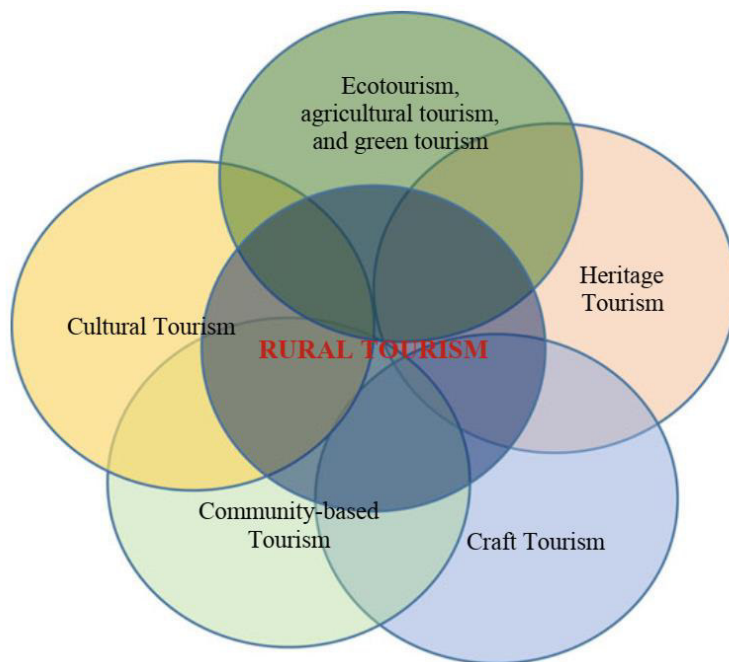 Ecotourism,
agricultural tourism,
and green tourism
Heritage
Tourism
Cultural Tourism
RURAL TOURISM
Community-based
Tourism
Craft Tourism